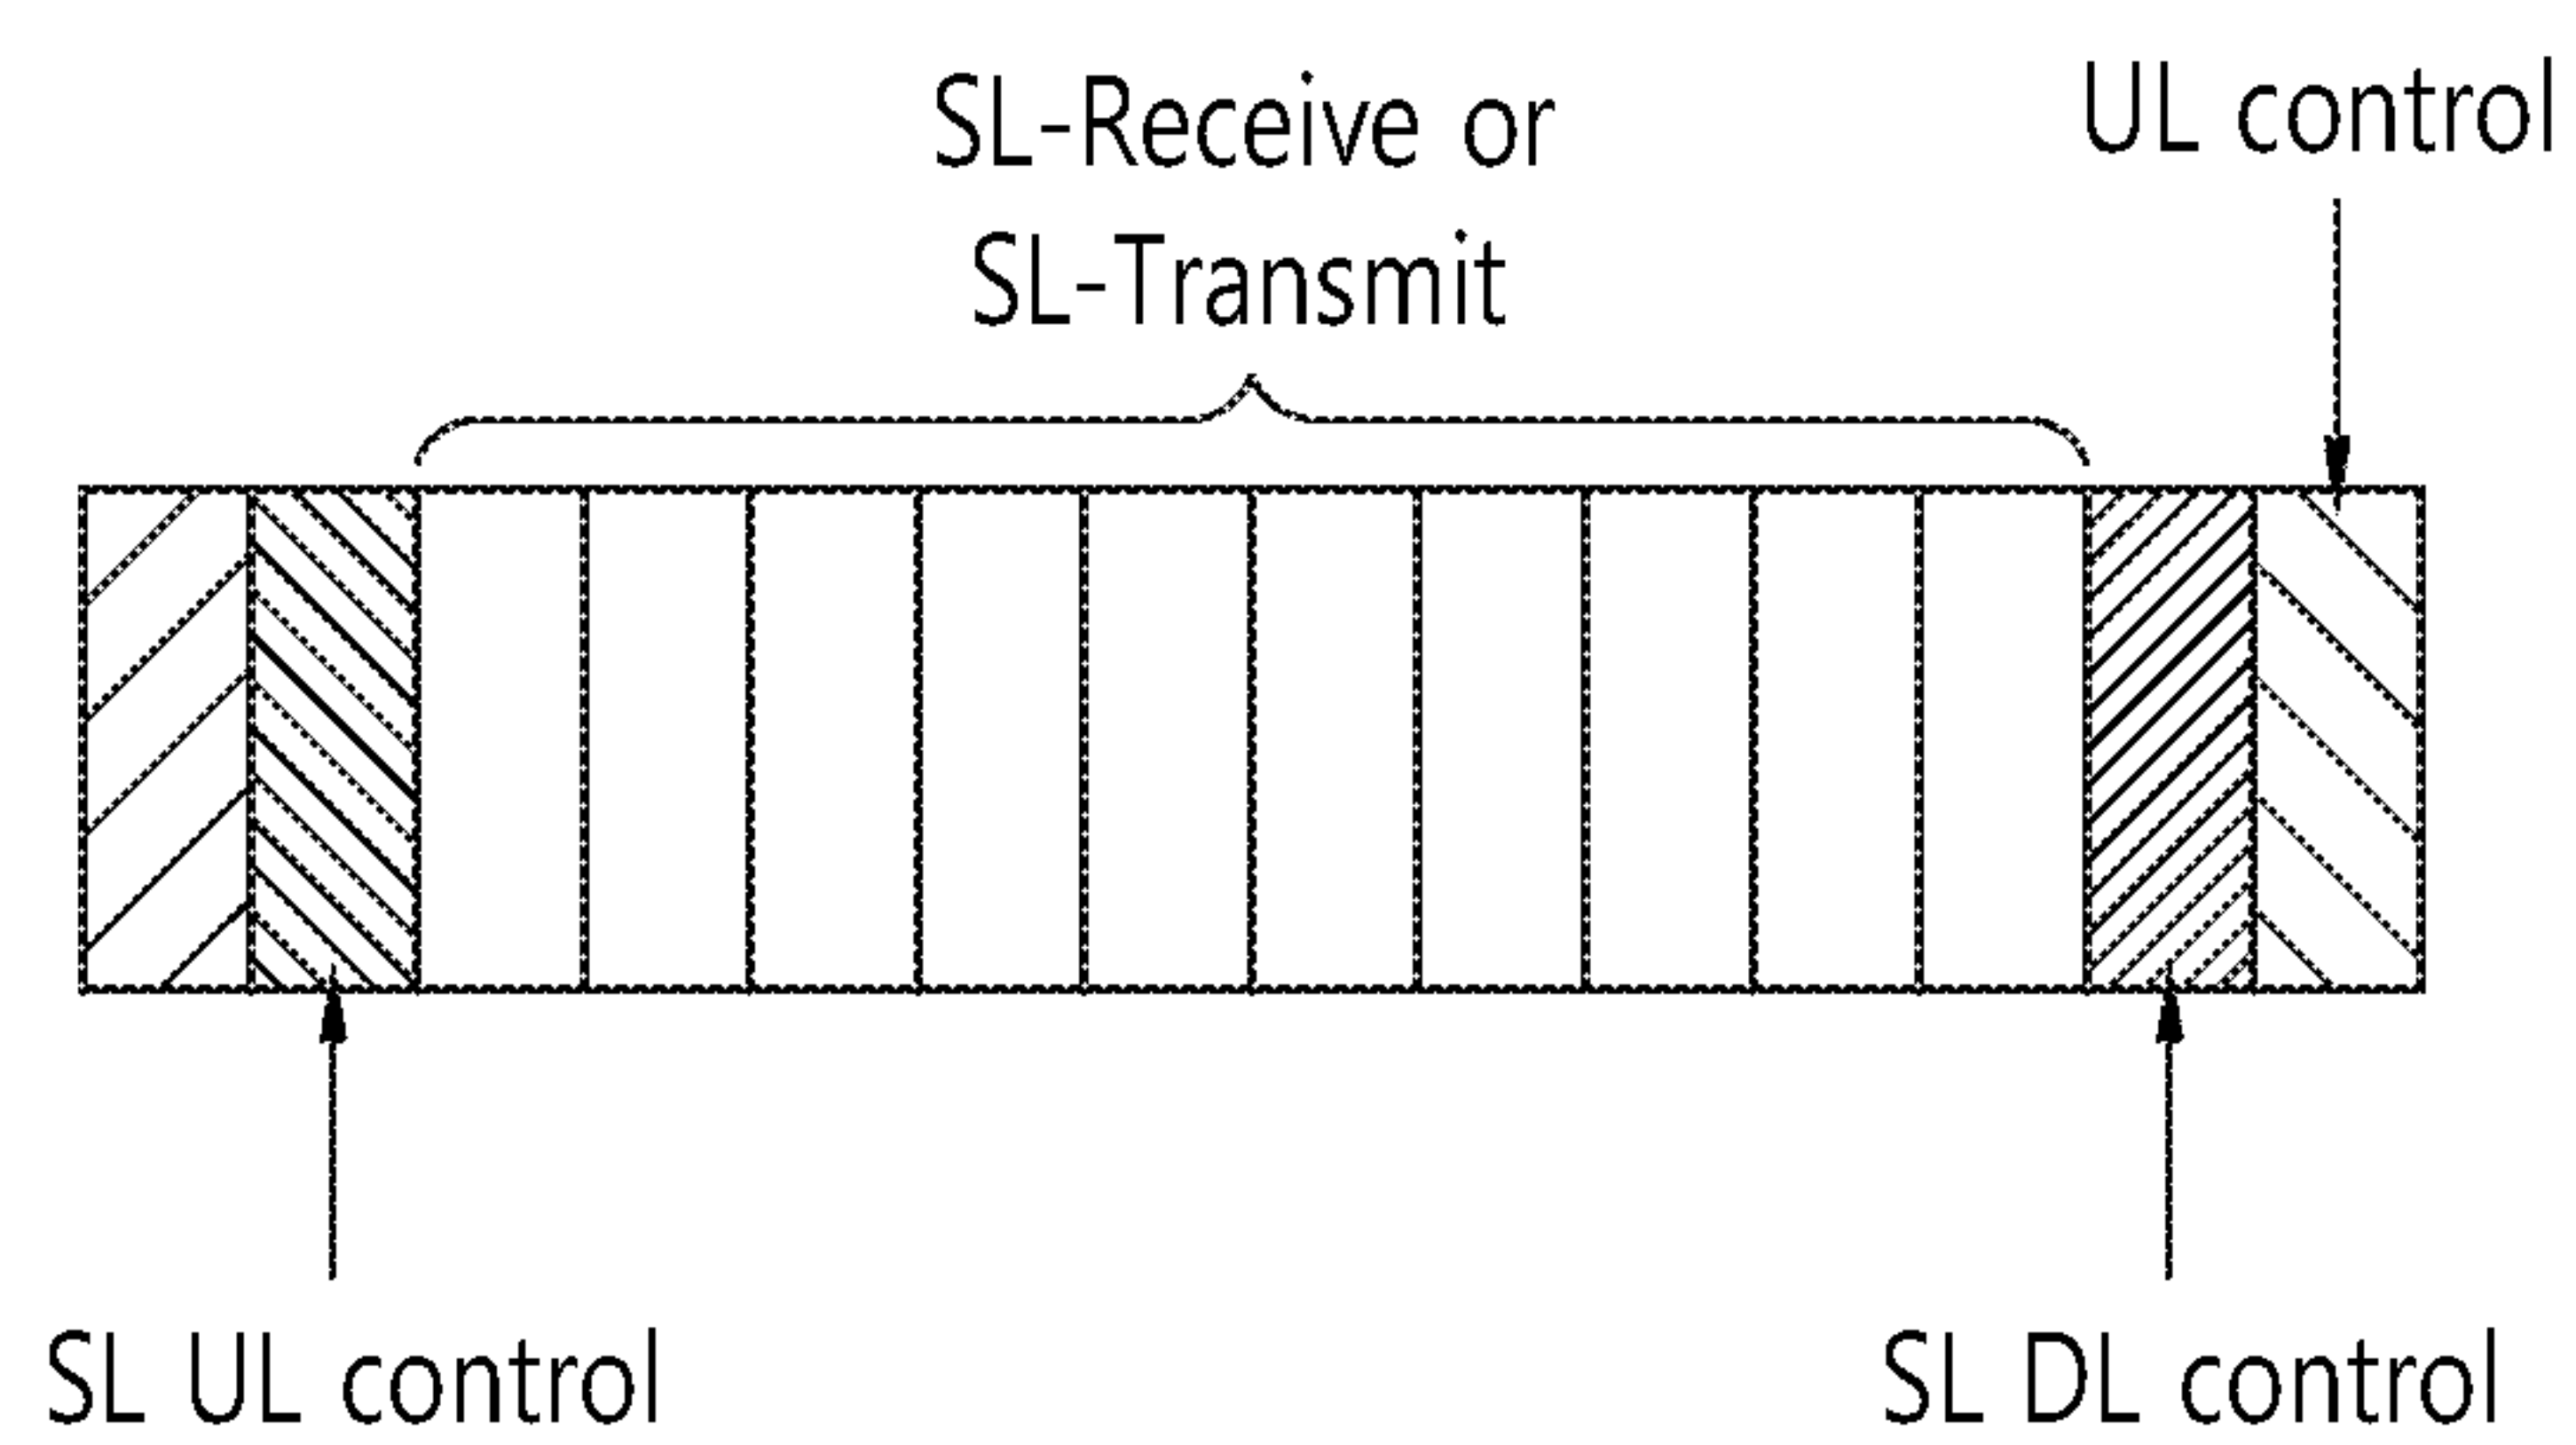 SL-Receive or
SL-Transmit
UL control
SL UL control
SL DL control